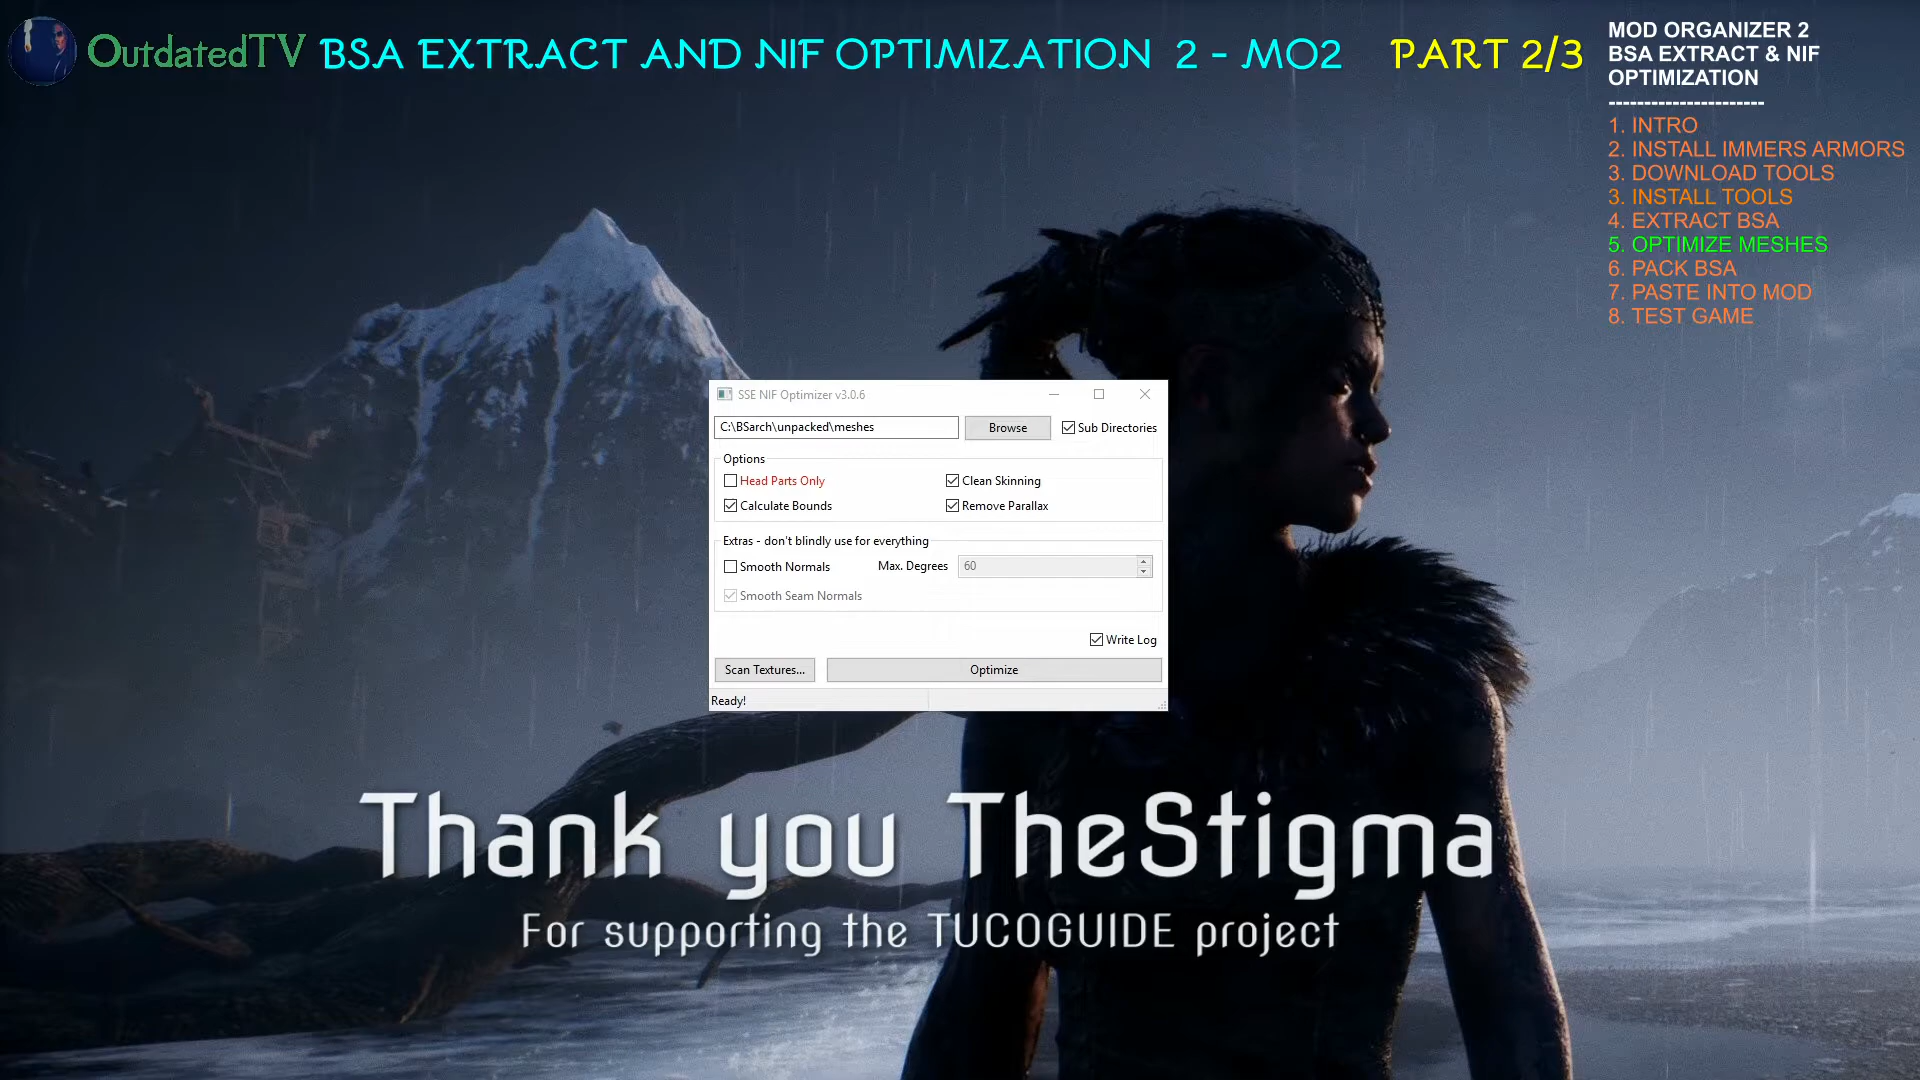 OutdatedTV BSA EXTRACT AND NIF OPTIMIZATION 2 - MO2 PART 2/3
MOD ORGANIZER 2
BSA EXTRACT & NIF
OPTIMIZATION
----------------------
1. INTRO
2. INSTALL IMMERS ARMORS
3. DOWNLOAD TOOLS
3. INSTALL TOOLS
4. EXTRACT BSA
5. OPTIMIZE MESHES
6. PACK BSA
7. PASTE INTO MOD
8. TEST GAME
SSE NIF Optimizer v3.0.6
C:\BSarch\unpacked\meshes Browse Sub Directories
Options
Head Parts Only Clean Skinning
Calculate Bounds Remove Parallax
Extras - don't blindly use for everything
Smooth Normals Max. Degrees 60
Smooth Seam Normals
Write Log
Scan Textures... Optimize
Ready!
Thank you TheStigma
For supporting the TUCOGUIDE project